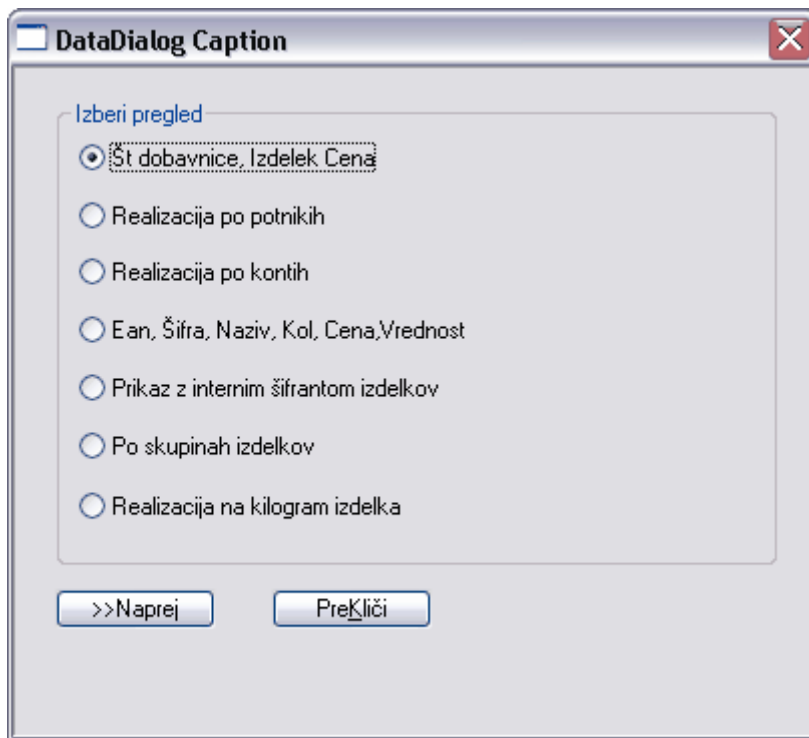 DataDialog Caption
Izberi pregled
Št dobavnice, Izdelek Cena
Realizacija po potnikih
Realizacija po kontih
Ean, Šifra, Naziv, Kol, Cena,Vrednost
Prikaz z internim šifrantom izdelkov
Po skupinah izdelkov
Realizacija na kilogram izdelka
>>Naprej
PreKliči